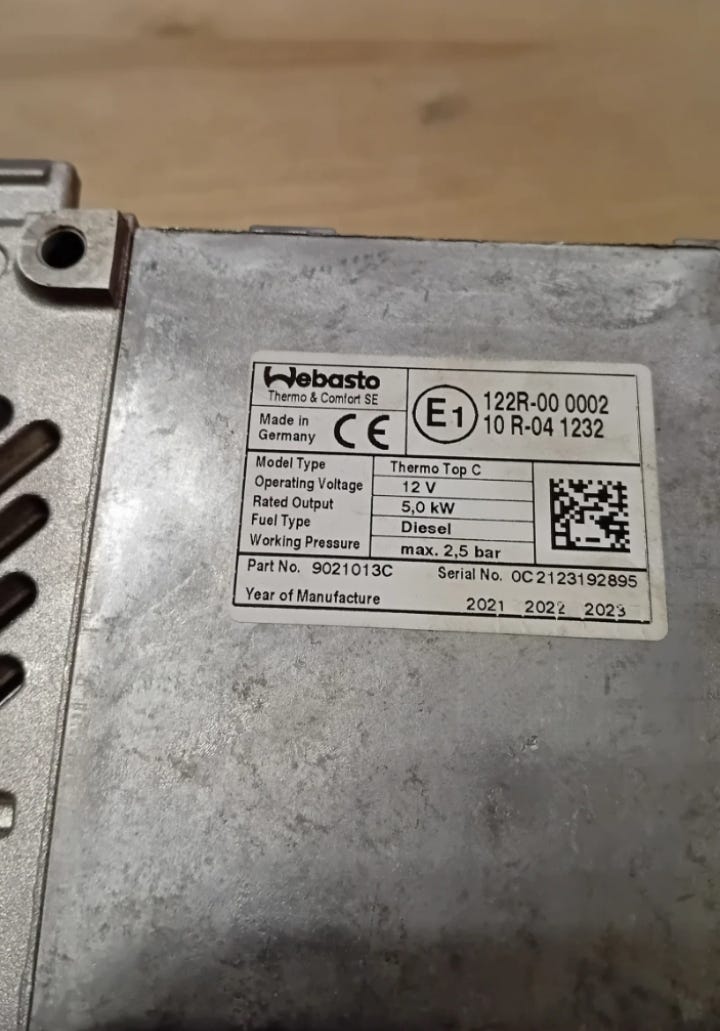 Webasto
Thermo & Comfort SE
Made in
Germany
CE
E1
122R-00 0002
10 R-04 1232
Model Type Thermo Top C
Operating Voltage 12 V
Rated Output 5,0 kW
Fuel Type Diesel
Working Pressure max. 2,5 bar
Part No. 9021013C Serial No. 0C2123192895
Year of Manufacture 2021 2022 2023